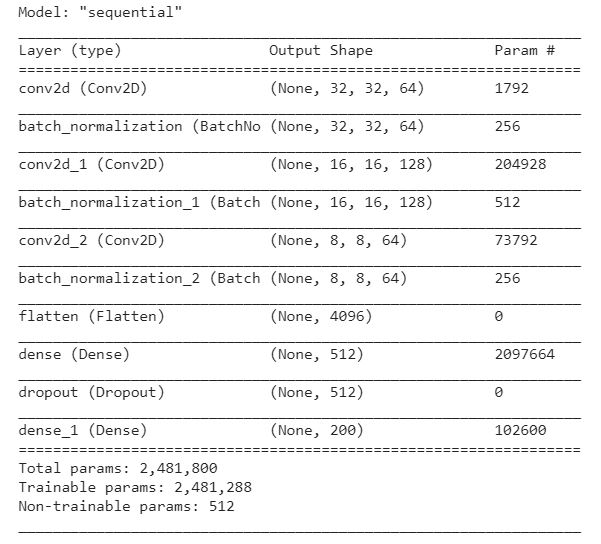 Model: "sequential"
Layer (type) Output Shape Param #
conv2d (Conv2D) (None, 32, 32, 64) 1792
batch_normalization (BatchNo (None, 32, 32, 64) 256
conv2d_1 (Conv2D) (None, 16, 16, 128) 204928
batch_normalization_1 (Batch (None, 16, 16, 128) 512
conv2d_2 (Conv2D) (None, 8, 8, 64) 73792
batch_normalization_2 (Batch (None, 8, 8, 64) 256
flatten (Flatten) (None, 4096) 0
dense (Dense) (None, 512) 2097664
dropout (Dropout) (None, 512) 0
dense_1 (Dense) (None, 200) 102600
Total params: 2,481,800
Trainable params: 2,481,288
Non-trainable params: 512